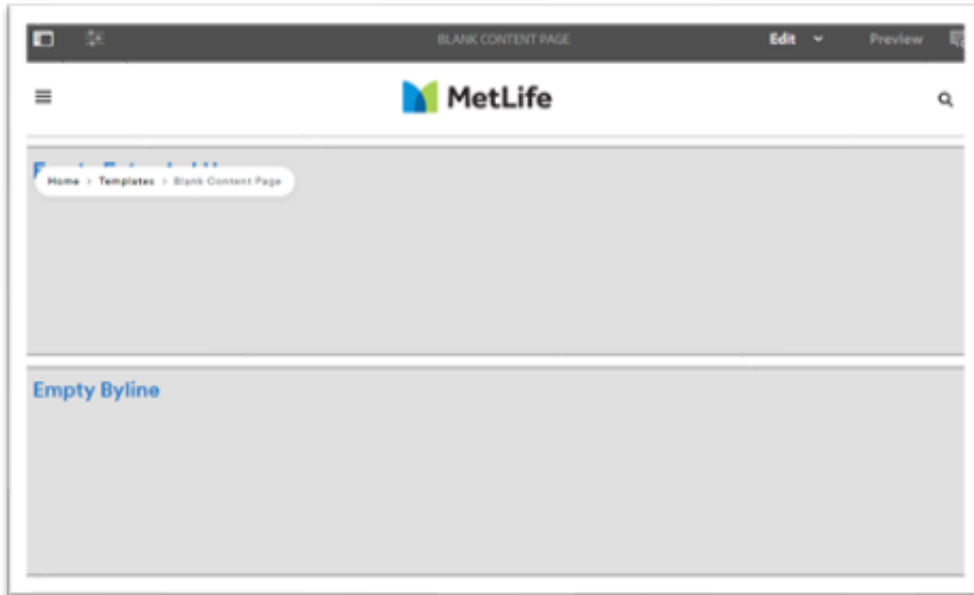 BLANK CONTENT PAGE Edit Preview
MetLife
Home > Templates > Blank Content Page
Empty Byline